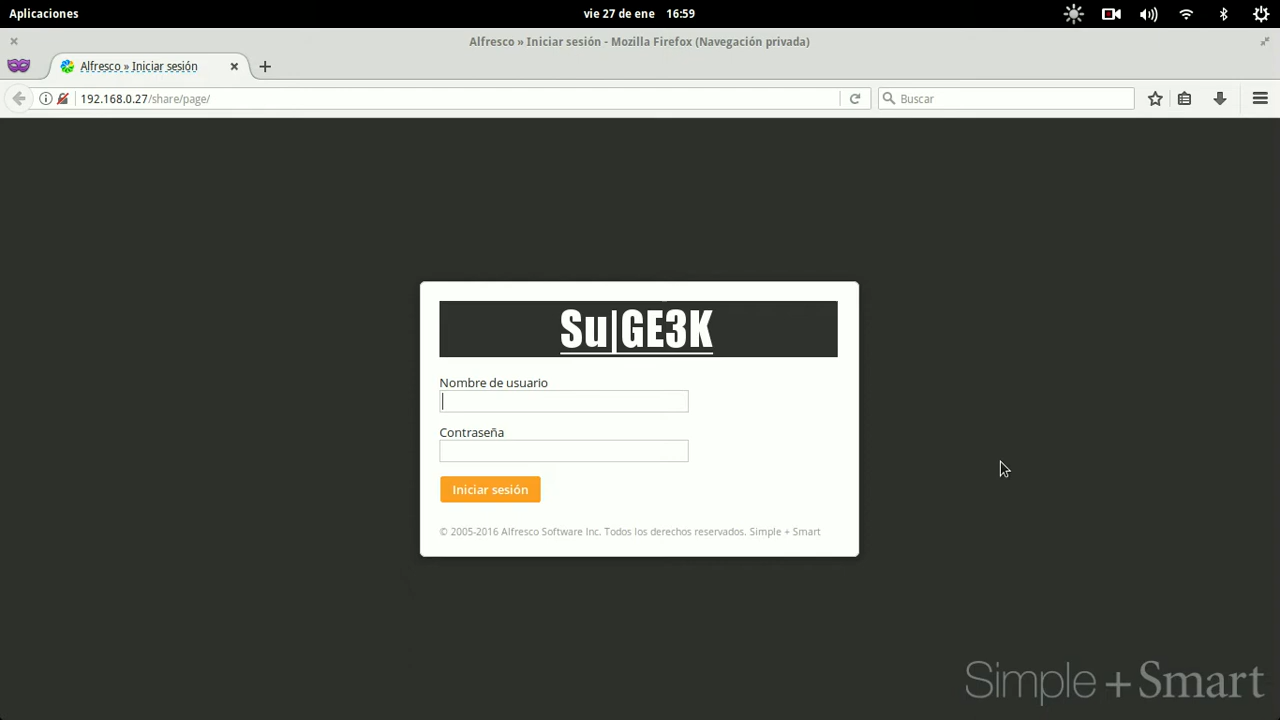 Aplicaciones
vie 27 de ene 16:59
Alfresco » Iniciar sesión - Mozilla Firefox (Navegación privada)
Alfresco » Iniciar sesión
192.168.0.27/share/page/
Buscar
Su|GE3K
Nombre de usuario
Contraseña
Iniciar sesión
© 2005-2016 Alfresco Software Inc. Todos los derechos reservados. Simple + Smart
Simple + Smart